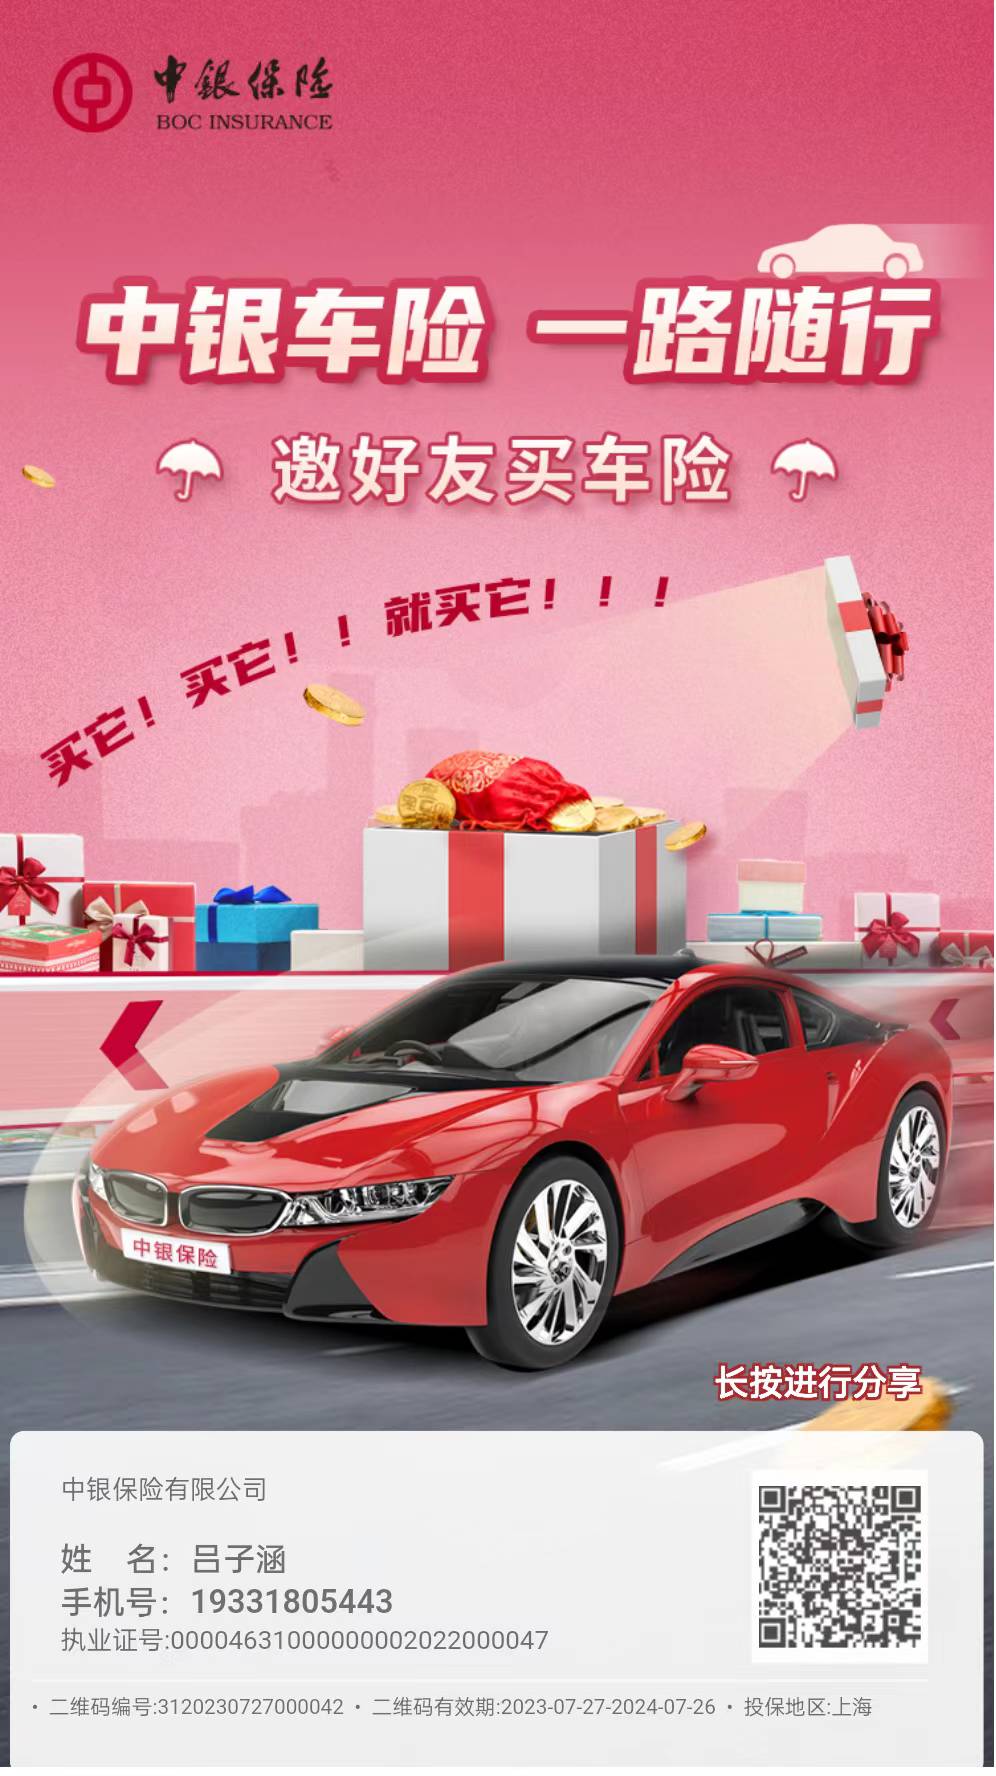 中银保险
BOC INSURANCE
中银车险 一路随行
邀好友买车险
买它！买它！！就买它！！！
中银保险
长按进行分享
中银保险有限公司
姓 名：吕子涵
手机号：19331805443
执业证号:00004631000000002022000047
• 二维码编号:3120230727000042 • 二维码有效期:2023-07-27-2024-07-26 • 投保地区:上海